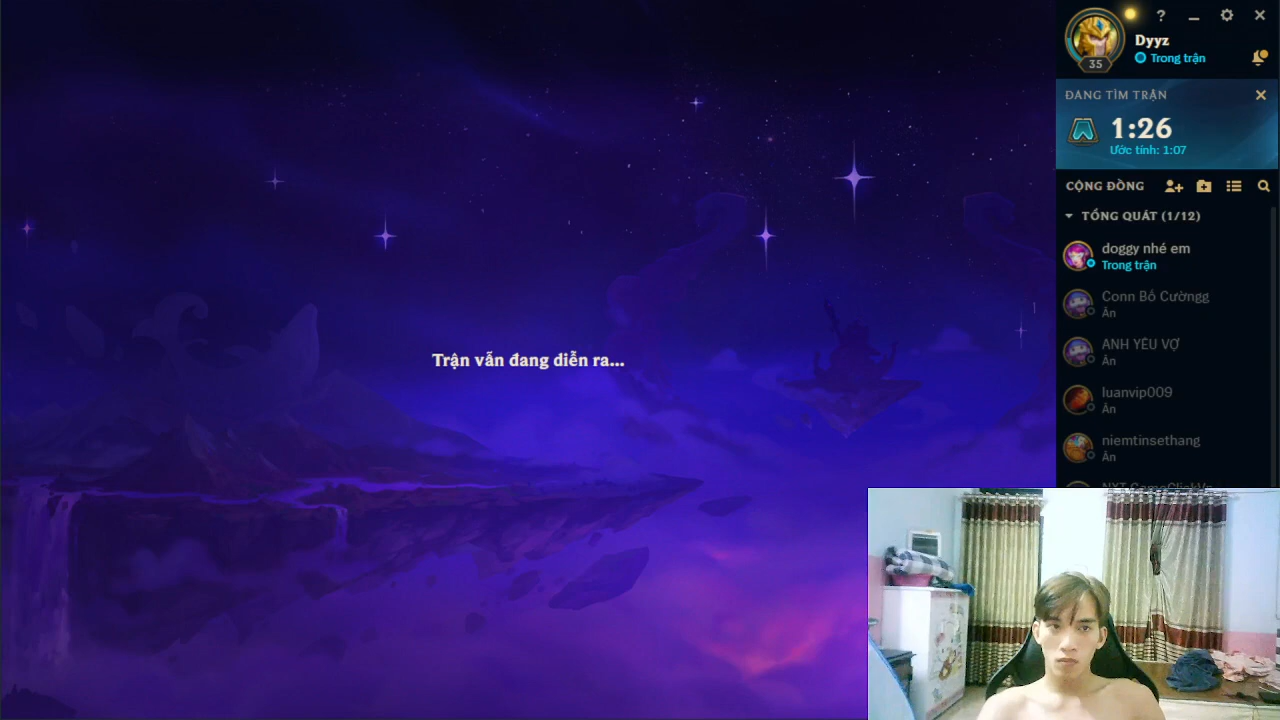 ?
Dyyz
Trong trận
35
ĐANG TÌM TRẬN
1:26
Ước tính: 1:07
CỘNG ĐỒNG
TỔNG QUÁT (1/12)
doggy nhé em
Trong trận
Conn Bố Cườngg
Ẩn
ANH YÊU VỢ
Ẩn
luanvip009
Ẩn
niemtinsethang
Ẩn
Trận vẫn đang diễn ra...